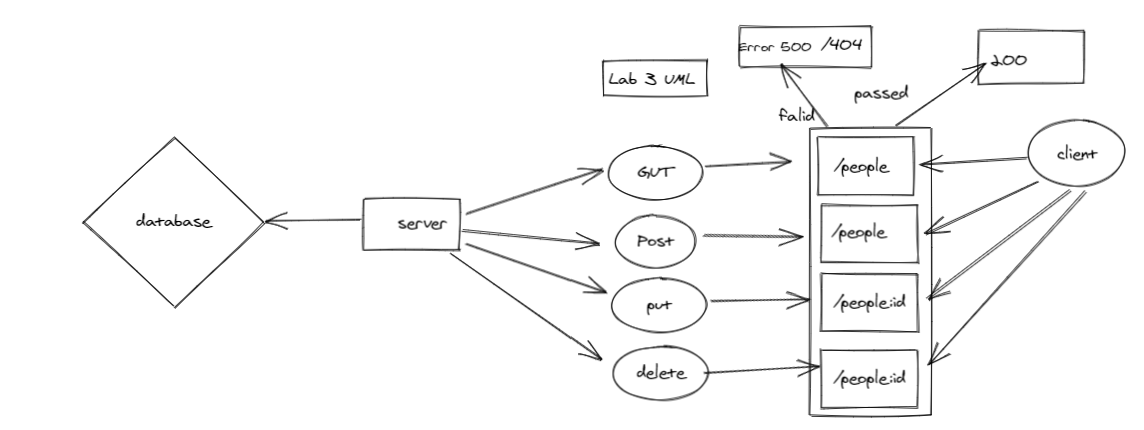 Error 500 /404
200
Lab 3 UML
passed
falid
client
GUT
/people
database
server
Post
/people
put
/people:id
delete
/people:id